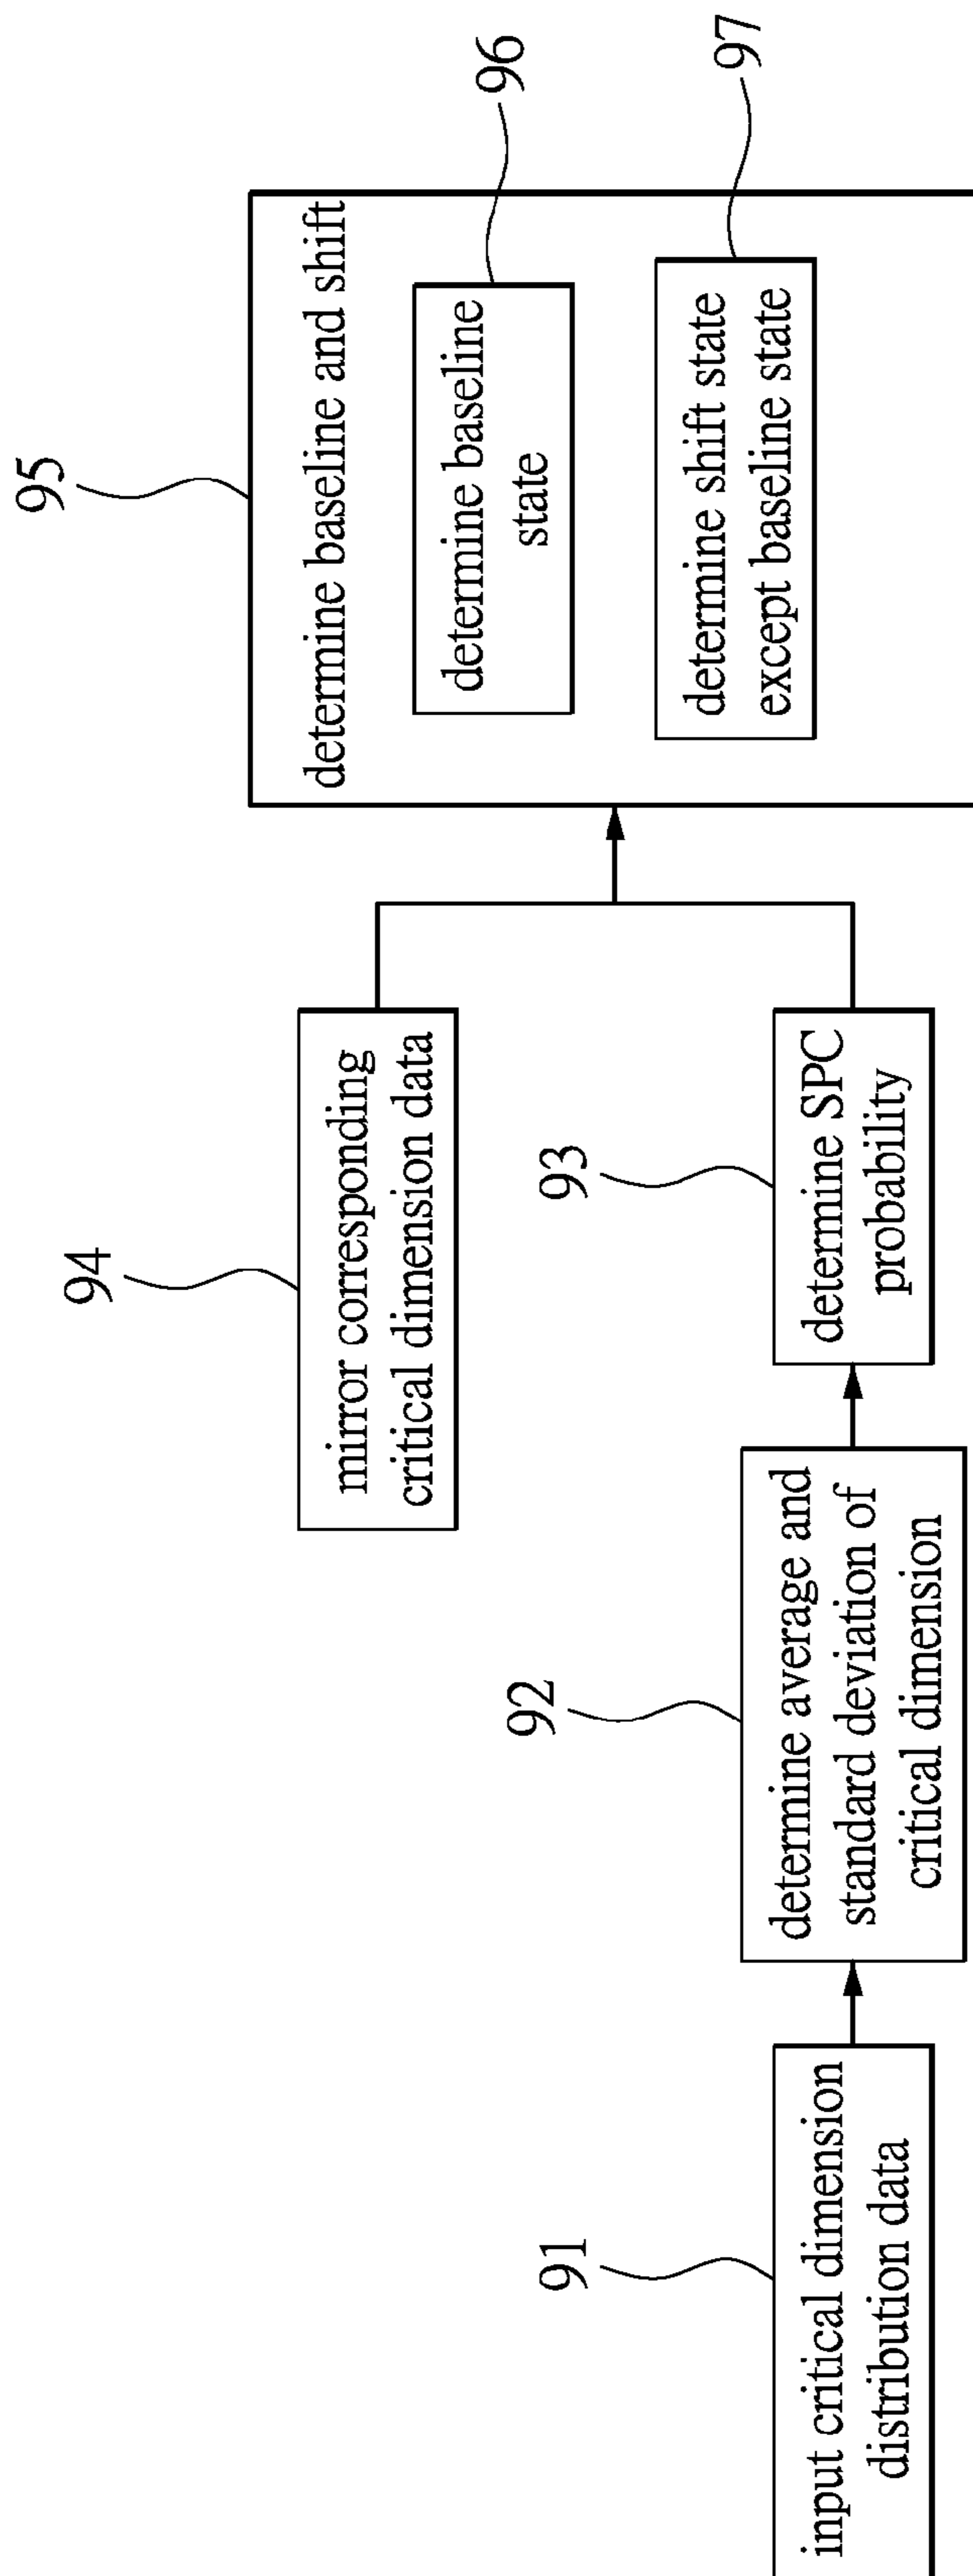 91
input critical dimension
distribution data
92
determine average and
standard deviation of
critical dimension
93
determine SPC
probability
94
mirror corresponding
critical dimension data
95
determine baseline and shift
96
determine baseline
state
97
determine shift state
except baseline state